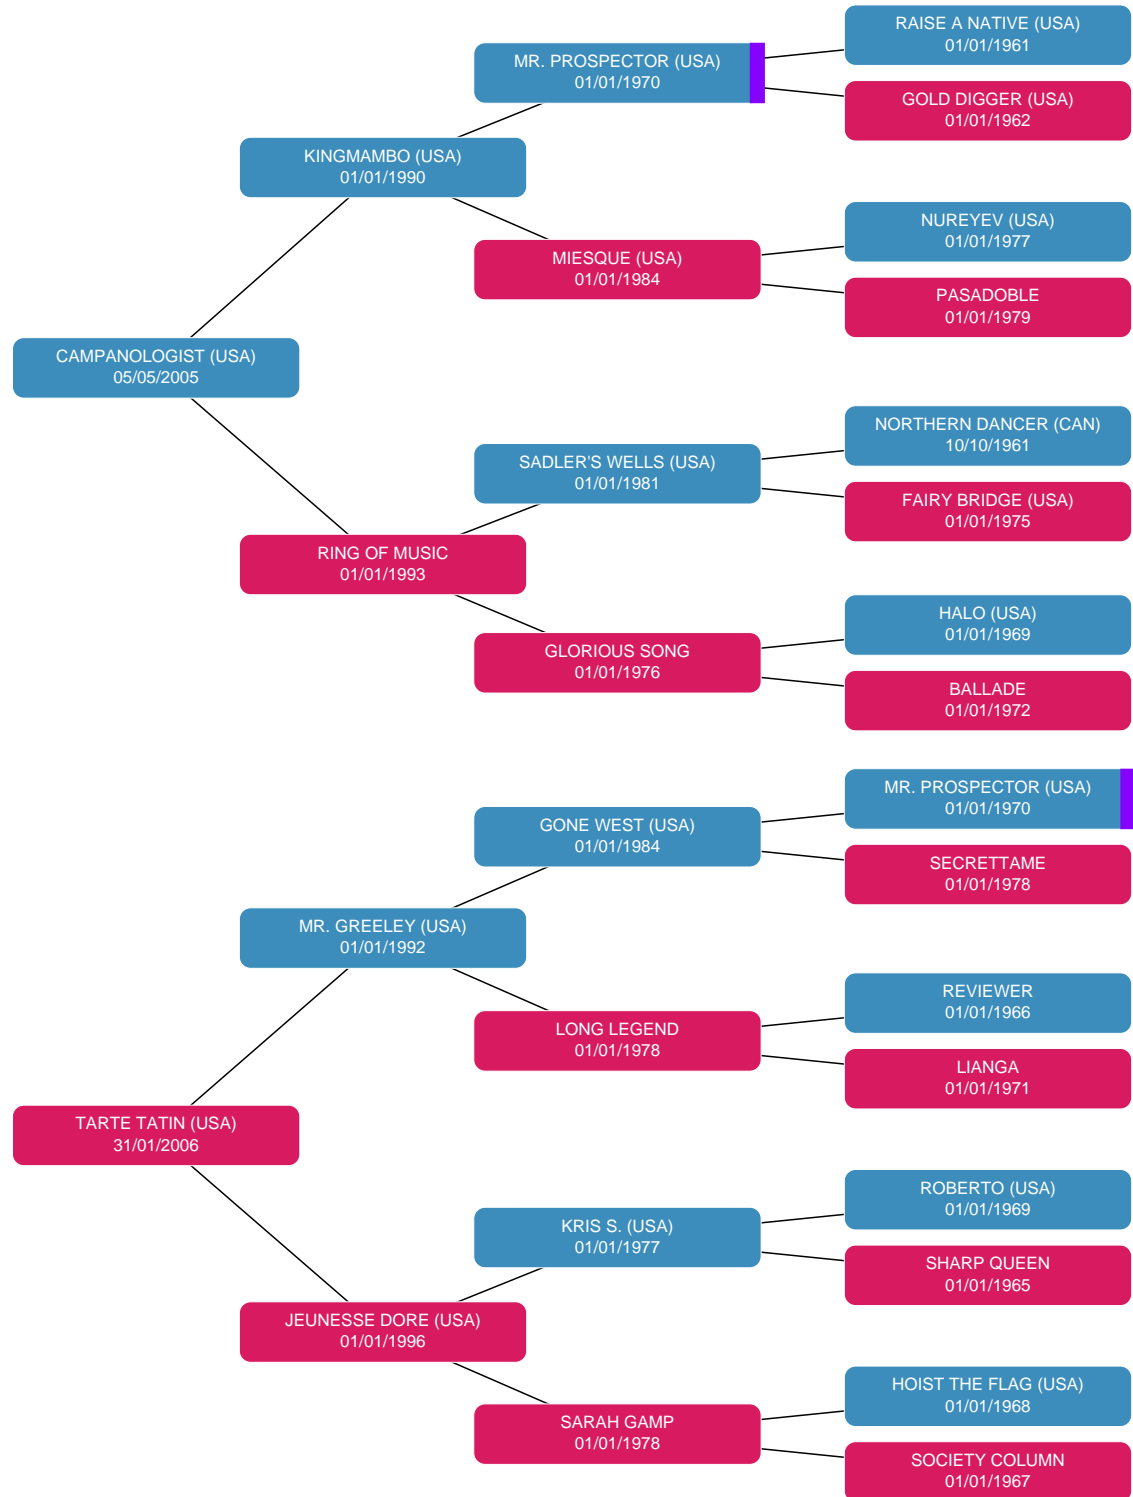 RAISE A NATIVE (USA)
01/01/1961
MR. PROSPECTOR (USA)
01/01/1970
GOLD DIGGER (USA)
01/01/1962
KINGMAMBO (USA)
01/01/1990
NUREYEV (USA)
01/01/1977
MIESQUE (USA)
01/01/1984
PASADOBLE
01/01/1979
CAMPANOLOGIST (USA)
05/05/2005
NORTHERN DANCER (CAN)
10/10/1961
SADLER'S WELLS (USA)
01/01/1981
FAIRY BRIDGE (USA)
01/01/1975
RING OF MUSIC
01/01/1993
HALO (USA)
01/01/1969
GLORIOUS SONG
01/01/1976
BALLADE
01/01/1972
MR. PROSPECTOR (USA)
01/01/1970
GONE WEST (USA)
01/01/1984
SECRETTAME
01/01/1978
MR. GREELEY (USA)
01/01/1992
REVIEWER
01/01/1966
LONG LEGEND
01/01/1978
LIANGA
01/01/1971
TARTE TATIN (USA)
31/01/2006
ROBERTO (USA)
01/01/1969
KRIS S. (USA)
01/01/1977
SHARP QUEEN
01/01/1965
JEUNESSE DORE (USA)
01/01/1996
HOIST THE FLAG (USA)
01/01/1968
SARAH GAMP
01/01/1978
SOCIETY COLUMN
01/01/1967